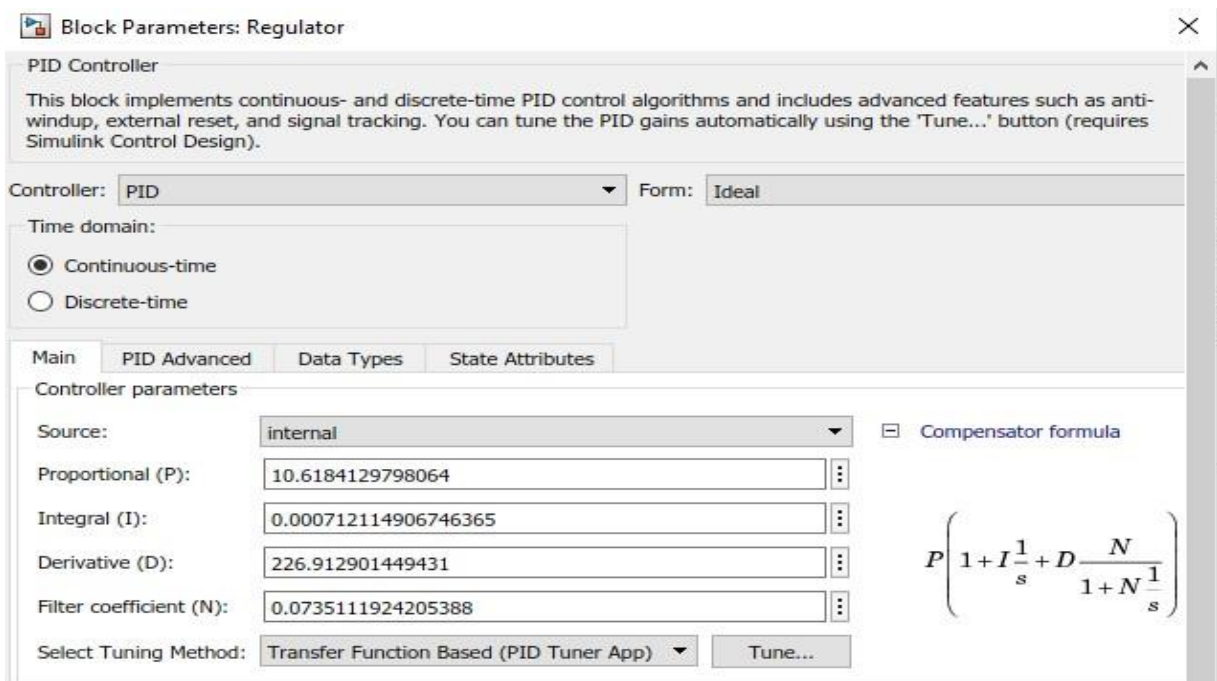 Block Parameters: Regulator
PID Controller
This block implements continuous- and discrete-time PID control algorithms and includes advanced features such as anti-
windup, external reset, and signal tracking. You can tune the PID gains automatically using the 'Tune...' button (requires
Simulink Control Design).
Controller: PID Form: Ideal
Time domain:
Continuous-time
Discrete-time
Main PID Advanced Data Types State Attributes
Controller parameters
Source: internal Compensator formula
Proportional (P): 10.6184129798064
Integral (I): 0.000712114906746365
Derivative (D): 226.912901449431
Filter coefficient (N): 0.0735111924205388
P(1+I 1/s + D N/(1+N 1/s))
Select Tuning Method: Transfer Function Based (PID Tuner App) Tune...